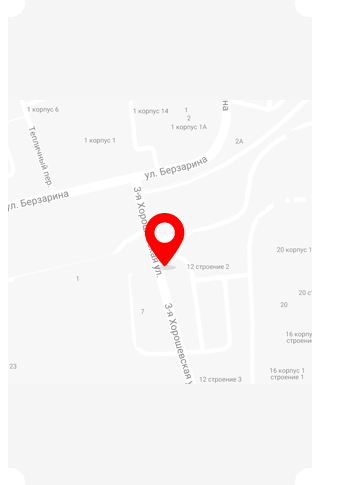 1 корпус 6
1 корпус 14
1
2
1 корпус 1А
на
1 корпус 1
2А
Тепличный пер.
ул. Берзарина
ул. Берзарина
3-я Хорошевская ул.
20 корпус 1
12 строение 2
1
20 с
20
7
3-я Хорошевская у
16 корпу
строени
23
16 корпус 1
строение 1
12 строение 3